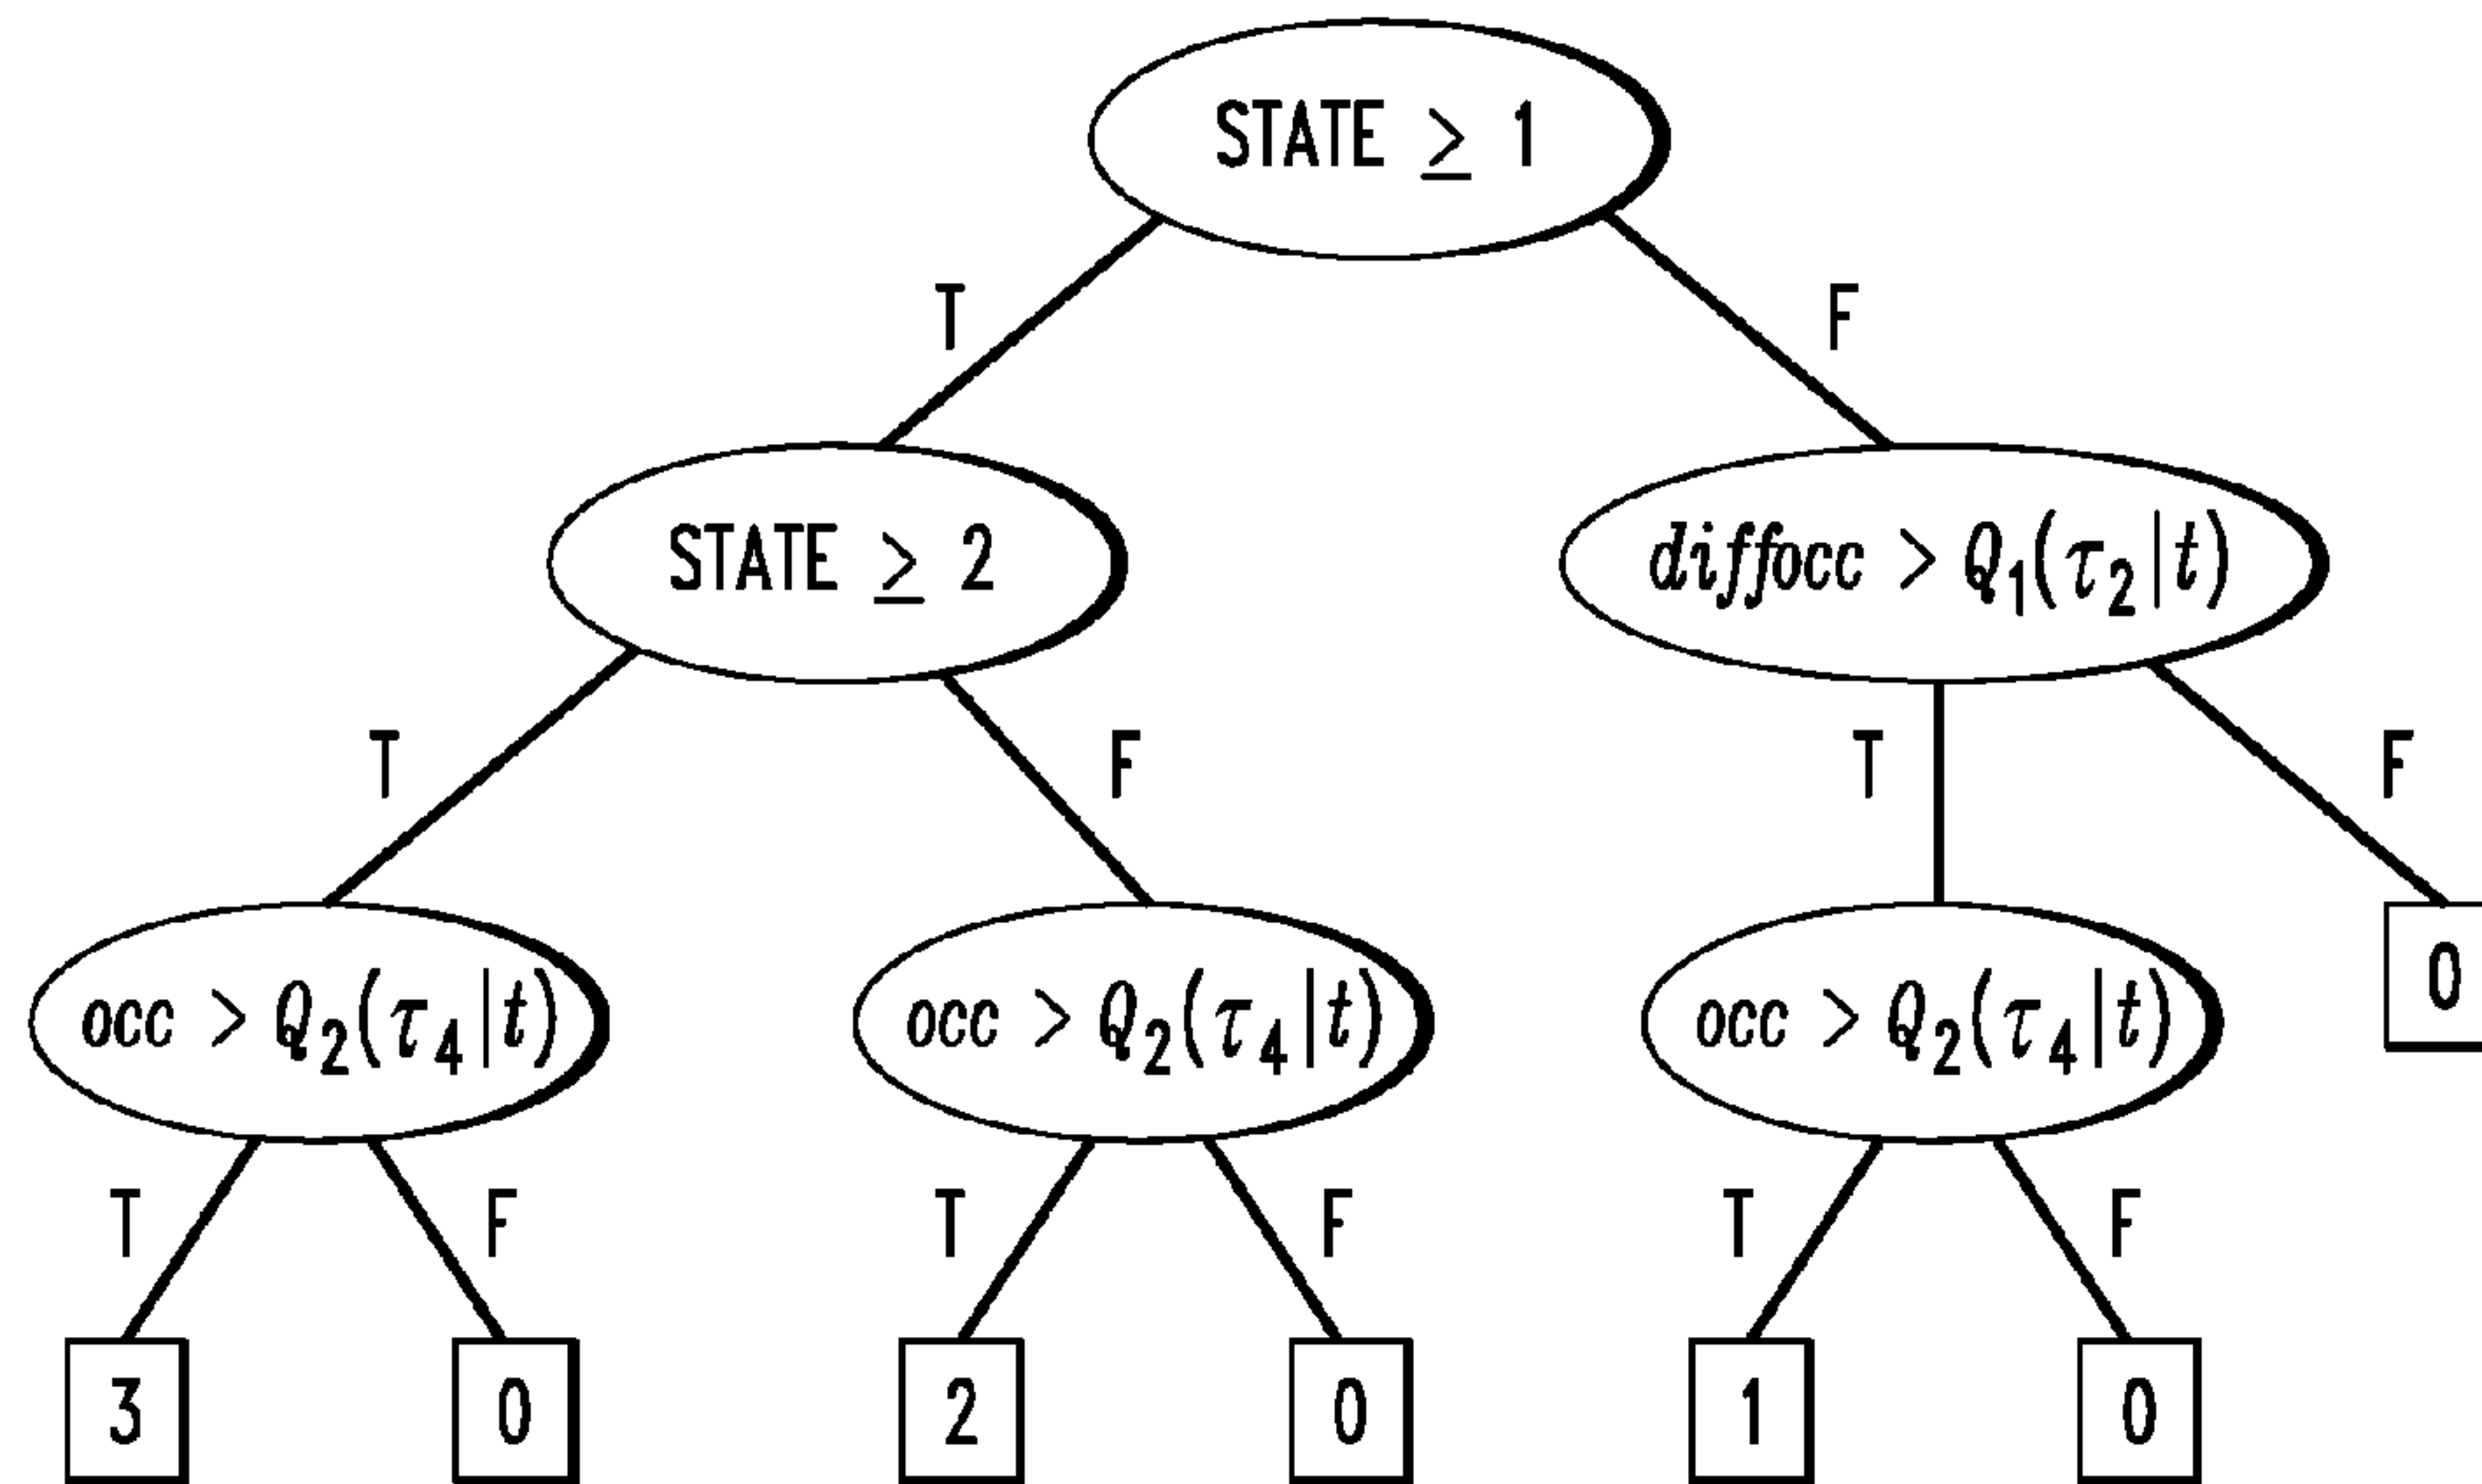 STATE ≥ 1
T F
STATE ≥ 2 diffocc > Q1(τ2|t)
T F T F
occ > Q2(τ4|t) occ > Q2(τ4|t) occ > Q2(τ4|t) 0
T F T F T F
3 0 2 0 1 0